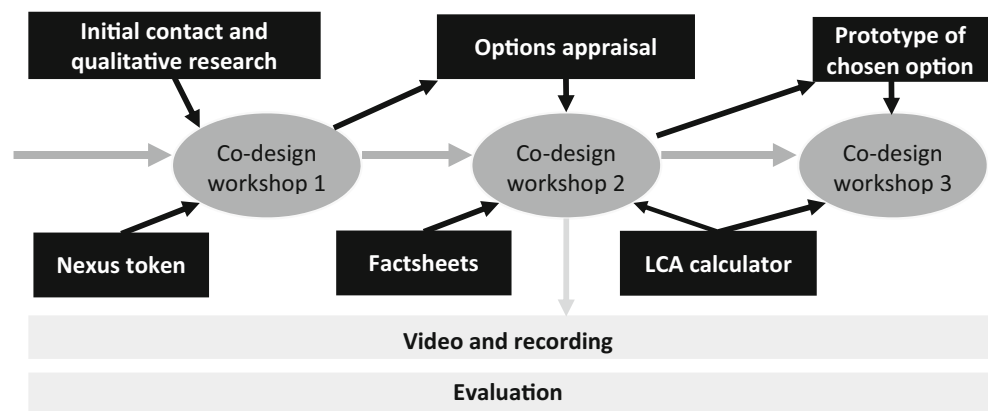 Initial contact and
qualitative research
Options appraisal
Prototype of
chosen option
Co-design
workshop 1
Co-design
workshop 2
Co-design
workshop 3
Nexus token
Factsheets
LCA calculator
Video and recording
Evaluation